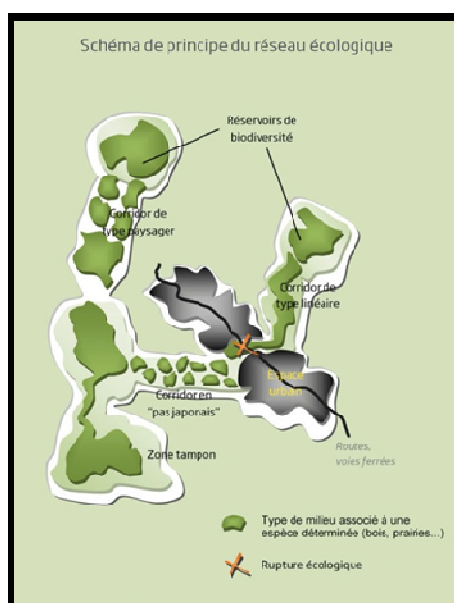 Schéma de principe du réseau écologique
Réservoirs de
biodiversité
Corridor de
type paysager
Corridor de
type linéaire
Espace
urbain
Corridor en
"pas japonais"
Zone tampon
Routes,
voies ferrées
Type de milieu associé à une
espèce déterminée (bois, prairies...)
Rupture écologique